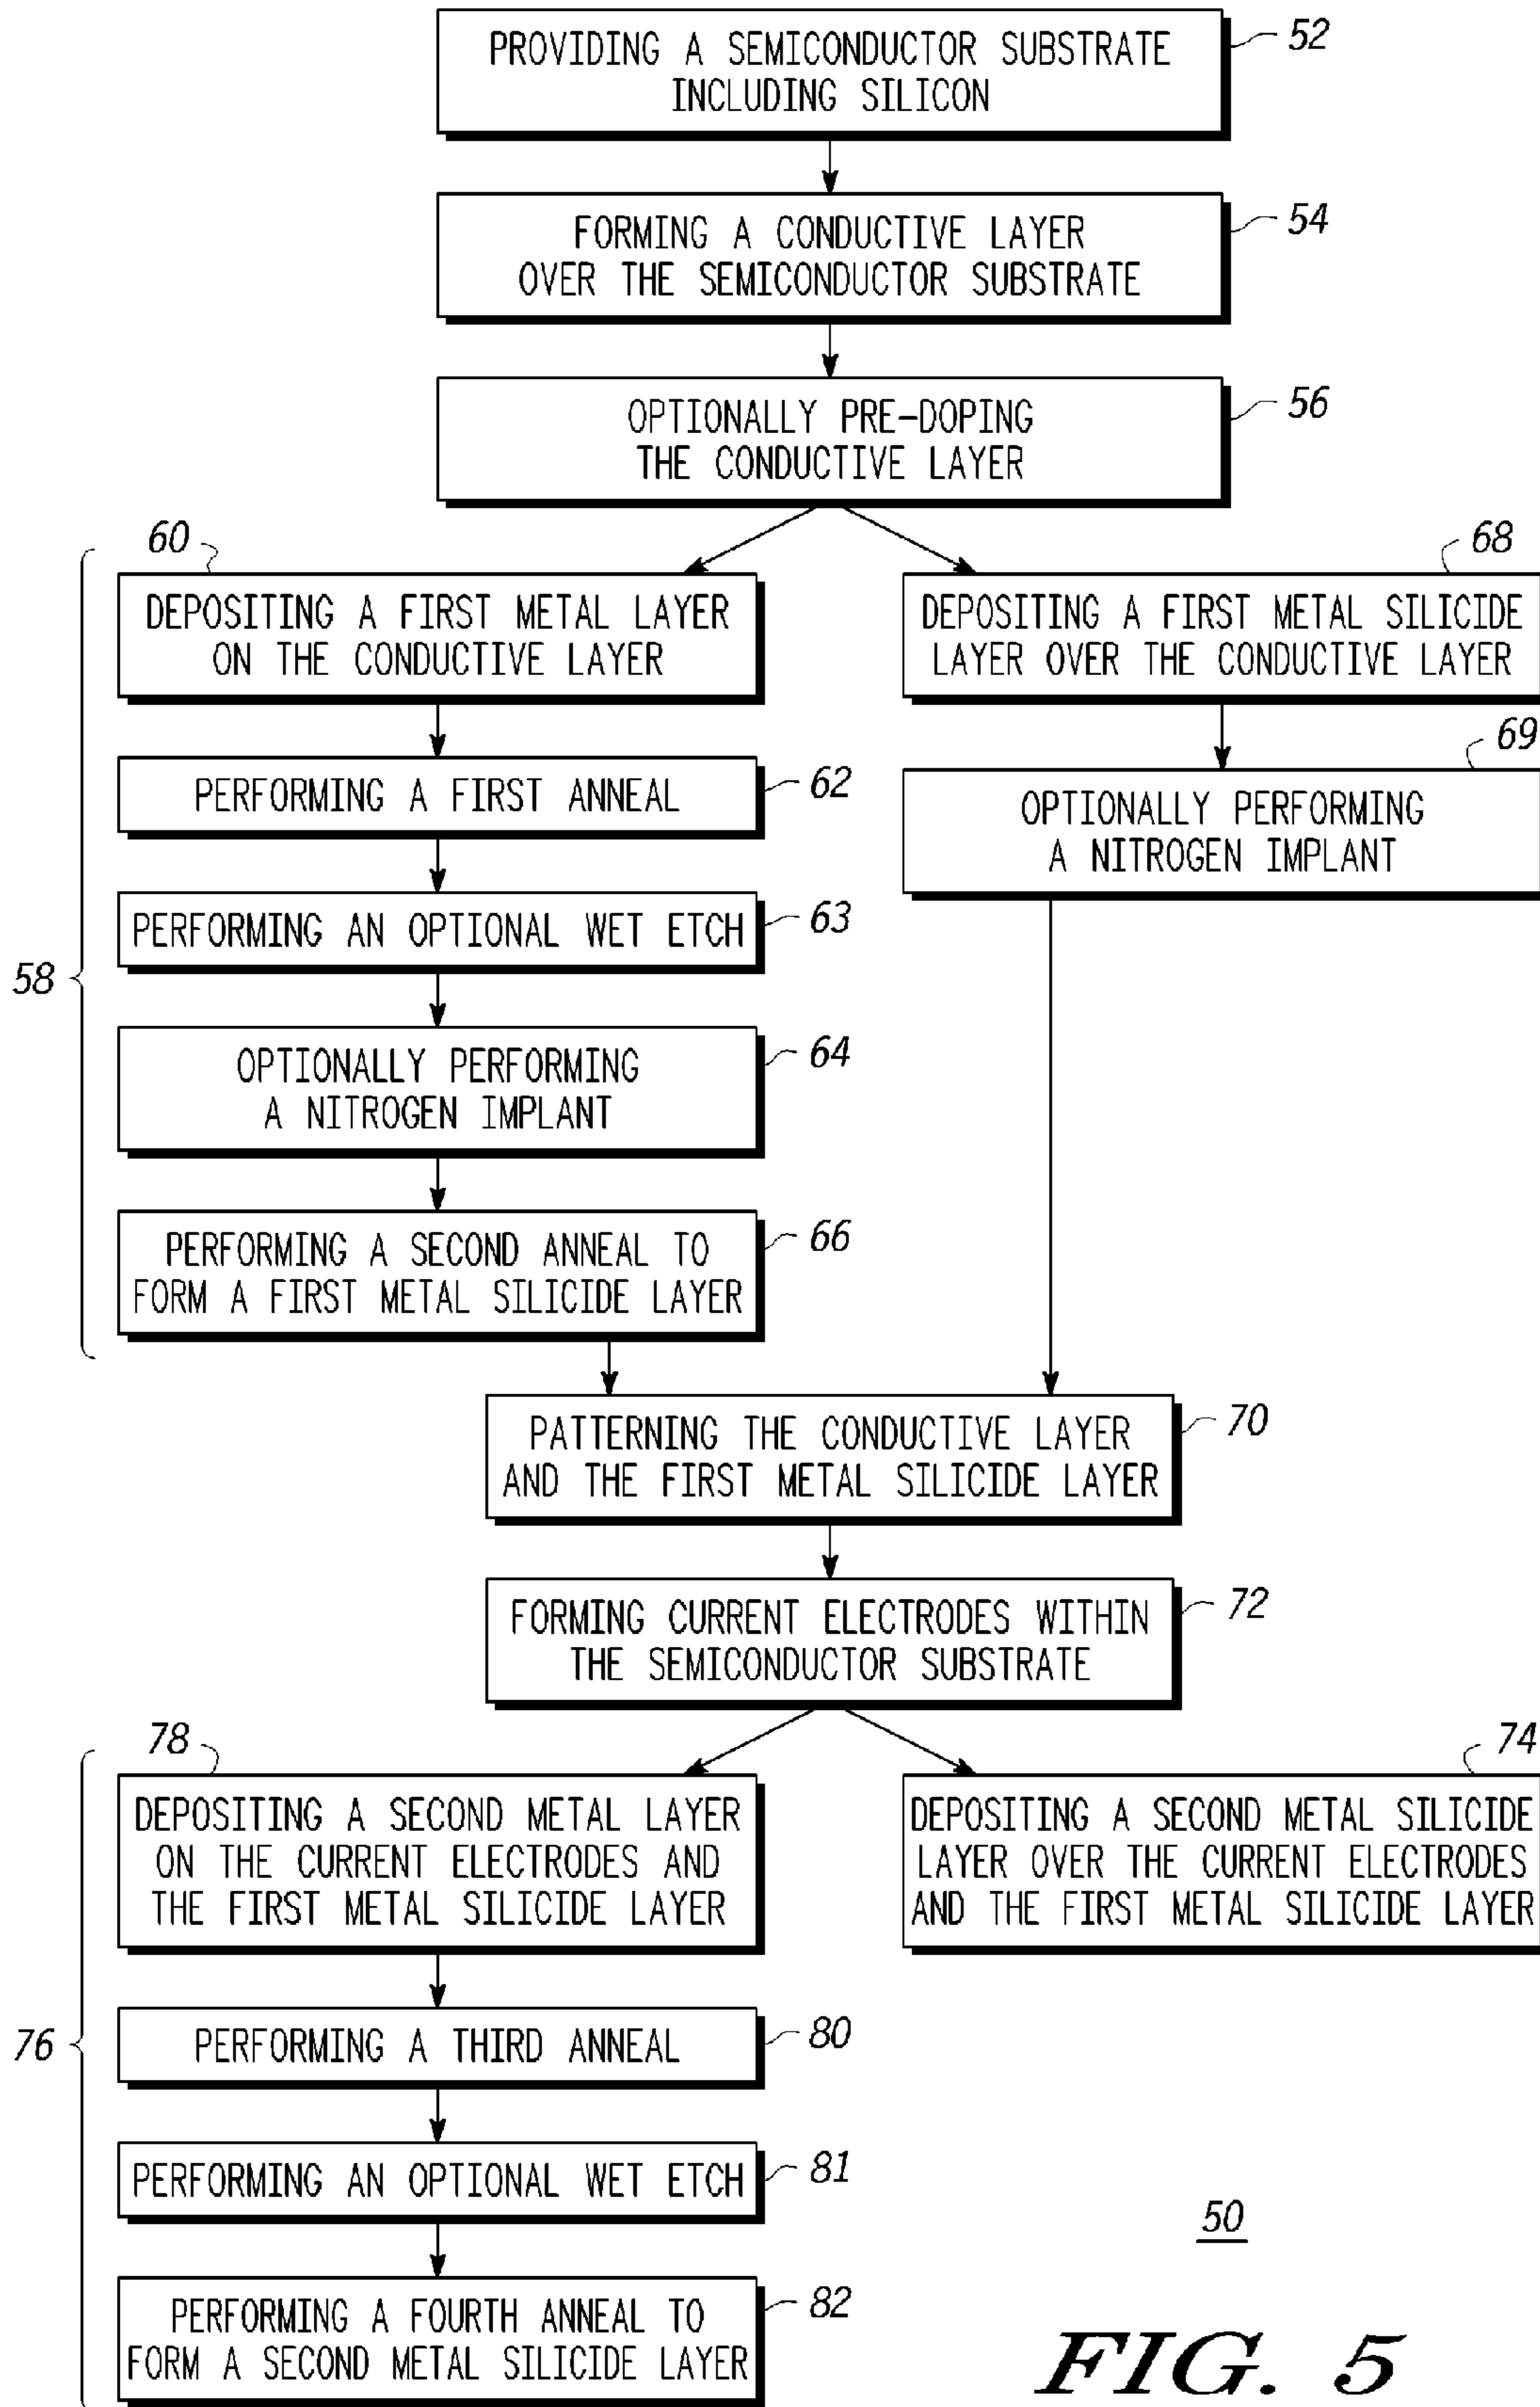 PROVIDING A SEMICONDUCTOR SUBSTRATE
INCLUDING SILICON
52
FORMING A CONDUCTIVE LAYER
OVER THE SEMICONDUCTOR SUBSTRATE
54
OPTIONALLY PRE-DOPING
THE CONDUCTIVE LAYER
56
58
60
DEPOSITING A FIRST METAL LAYER
ON THE CONDUCTIVE LAYER
PERFORMING A FIRST ANNEAL
62
PERFORMING AN OPTIONAL WET ETCH
63
OPTIONALLY PERFORMING
A NITROGEN IMPLANT
64
PERFORMING A SECOND ANNEAL TO
FORM A FIRST METAL SILICIDE LAYER
66
68
DEPOSITING A FIRST METAL SILICIDE
LAYER OVER THE CONDUCTIVE LAYER
69
OPTIONALLY PERFORMING
A NITROGEN IMPLANT
PATTERNING THE CONDUCTIVE LAYER
AND THE FIRST METAL SILICIDE LAYER
70
FORMING CURRENT ELECTRODES WITHIN
THE SEMICONDUCTOR SUBSTRATE
72
76
78
DEPOSITING A SECOND METAL LAYER
ON THE CURRENT ELECTRODES AND
THE FIRST METAL SILICIDE LAYER
PERFORMING A THIRD ANNEAL
80
PERFORMING AN OPTIONAL WET ETCH
81
PERFORMING A FOURTH ANNEAL TO
FORM A SECOND METAL SILICIDE LAYER
82
74
DEPOSITING A SECOND METAL SILICIDE
LAYER OVER THE CURRENT ELECTRODES
AND THE FIRST METAL SILICIDE LAYER
50
FIG. 5